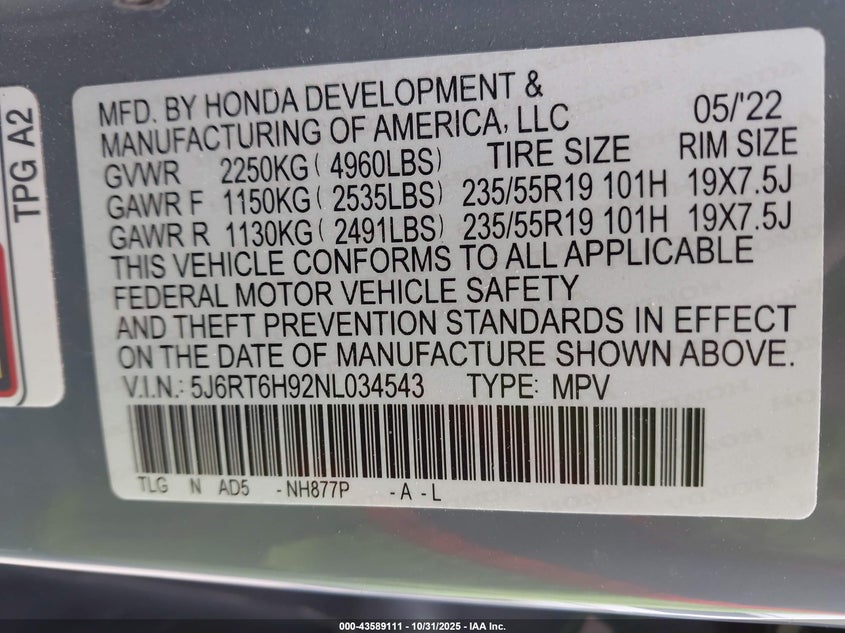 TPG A2
MFD. BY HONDA DEVELOPMENT &
MANUFACTURING OF AMERICA, LLC 05/'22
GVWR 2250KG ( 4960LBS) TIRE SIZE RIM SIZE
GAWR F 1150KG ( 2535LBS) 235/55R19 101H 19X7.5J
GAWR R 1130KG ( 2491LBS) 235/55R19 101H 19X7.5J
THIS VEHICLE CONFORMS TO ALL APPLICABLE
FEDERAL MOTOR VEHICLE SAFETY
AND THEFT PREVENTION STANDARDS IN EFFECT
ON THE DATE OF MANUFACTURE SHOWN ABOVE.
V.I.N.: 5J6RT6H92NL034543 TYPE: MPV
TLG N AD5 -NH877P -A-L
000-43589111 - 10/31/2025 - IAA Inc.